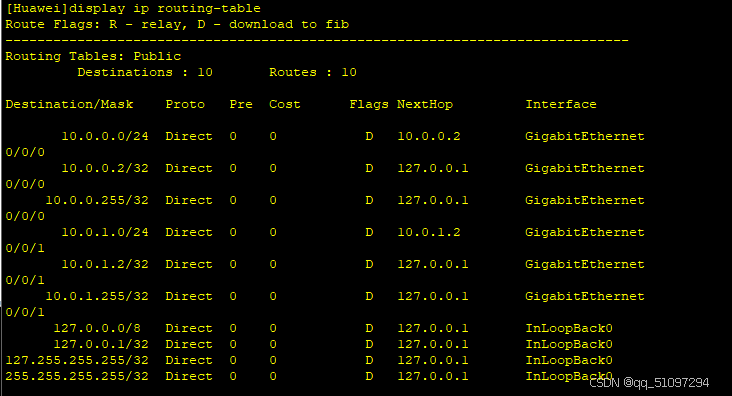 [Huawei]display ip routing-table
Route Flags: R - relay, D - download to fib
------------------------------------------------------------------------------
Routing Tables: Public
         Destinations : 10       Routes : 10

Destination/Mask    Proto  Pre  Cost      Flags NextHop         Interface

       10.0.0.0/24  Direct  0    0           D   10.0.0.2        GigabitEthernet
0/0/0
       10.0.0.2/32  Direct  0    0           D   127.0.0.1       GigabitEthernet
0/0/0
     10.0.0.255/32  Direct  0    0           D   127.0.0.1       GigabitEthernet
0/0/0
       10.0.1.0/24  Direct  0    0           D   10.0.1.2        GigabitEthernet
0/0/1
       10.0.1.2/32  Direct  0    0           D   127.0.0.1       GigabitEthernet
0/0/1
     10.0.1.255/32  Direct  0    0           D   127.0.0.1       GigabitEthernet
0/0/1
      127.0.0.0/8   Direct  0    0           D   127.0.0.1       InLoopBack0
      127.0.0.1/32  Direct  0    0           D   127.0.0.1       InLoopBack0
127.255.255.255/32  Direct  0    0           D   127.0.0.1       InLoopBack0
255.255.255.255/32  Direct  0    0           D   127.0.0.1       InLoopBack0
CSDN @qq_51097294